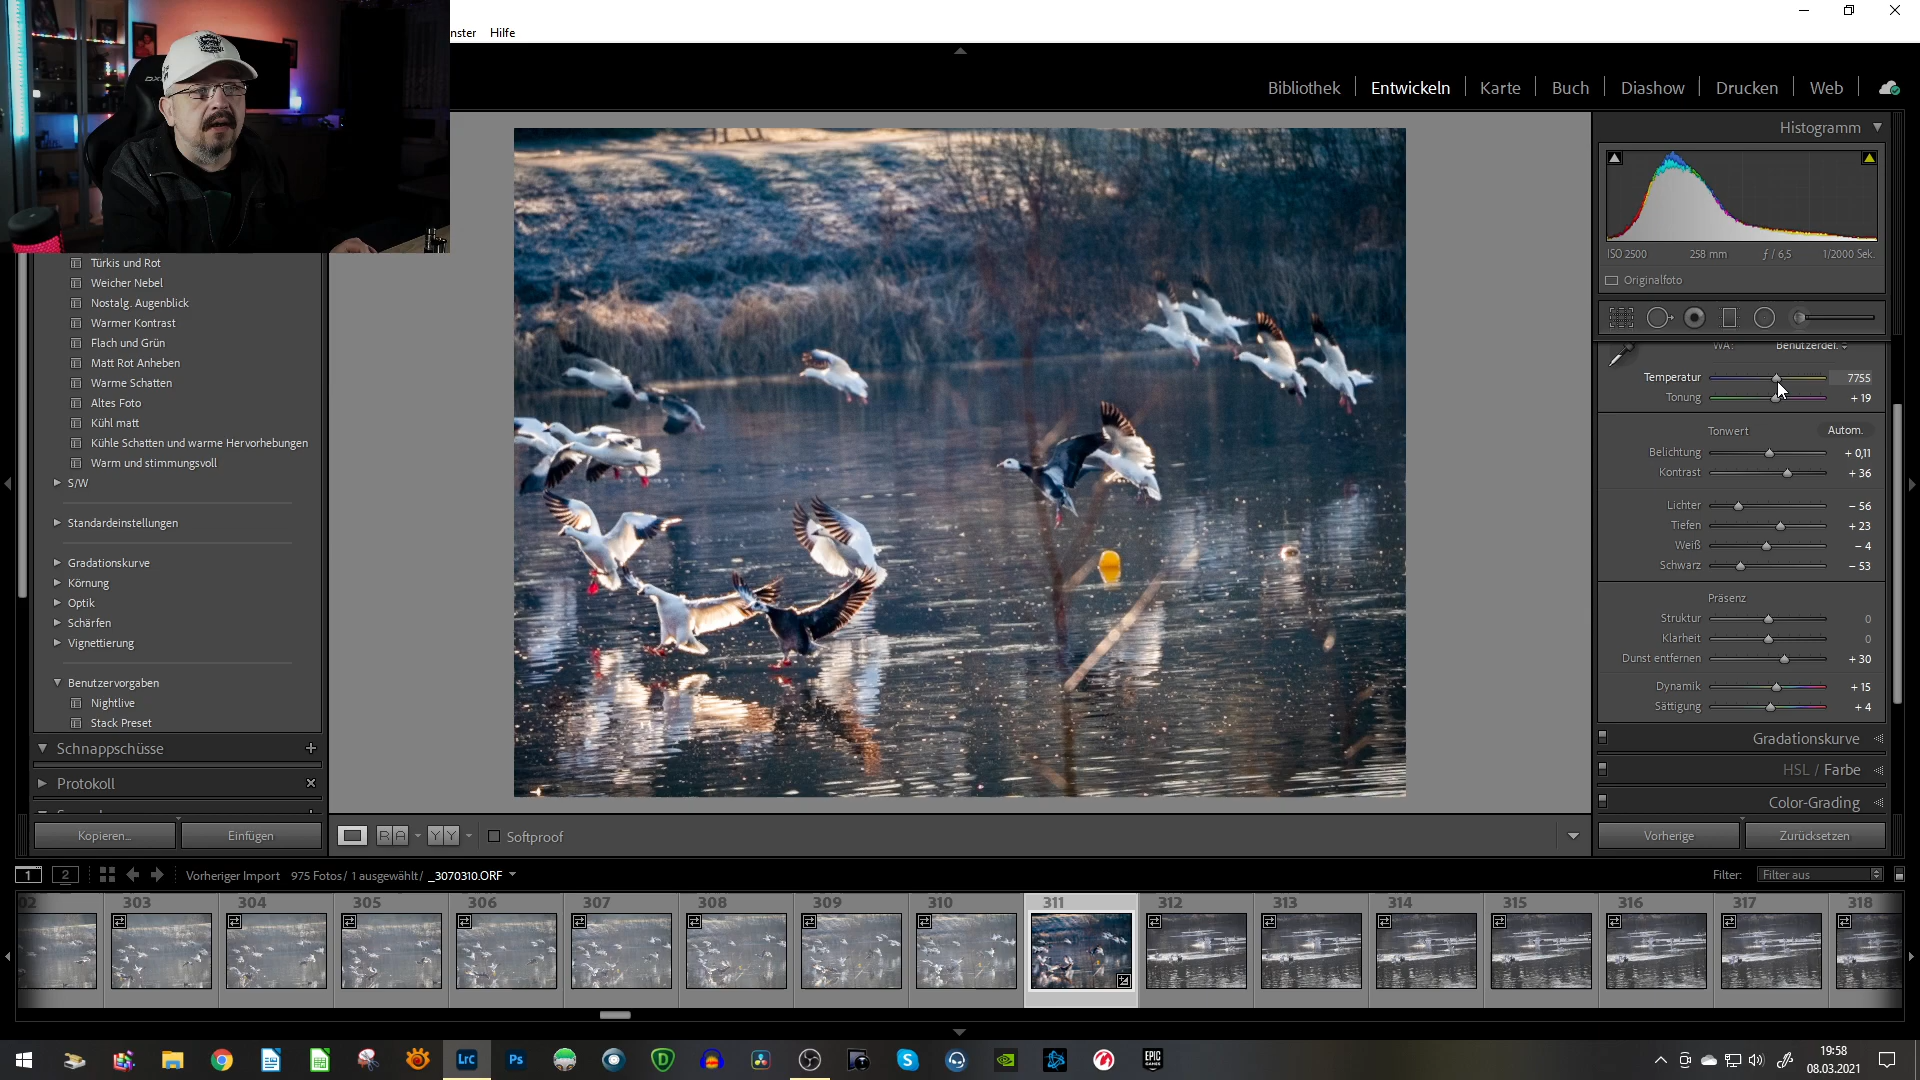 nster Hilfe
Bibliothek Entwickeln Karte Buch Diashow Drucken Web
Histogramm
ISO 2500 258 mm ƒ / 6,5 1/2000 Sek.
Originalfoto
WA: Benutzerdef.
Temperatur 7755
Tonung + 19
Tonwert Autom.
Belichtung + 0,11
Kontrast + 36
Lichter − 56
Tiefen + 23
Weiß − 4
Schwarz − 53
Präsenz
Struktur 0
Klarheit 0
Dunst entfernen + 30
Dynamik + 15
Sättigung + 4
Gradationskurve
HSL / Farbe
Color-Grading
Vorherige Zurücksetzen
Türkis und Rot
Weicher Nebel
Nostalg. Augenblick
Warmer Kontrast
Flach und Grün
Matt Rot Anheben
Warme Schatten
Altes Foto
Kühl matt
Kühle Schatten und warme Hervorhebungen
Warm und stimmungsvoll
S/W
Standardeinstellungen
Gradationskurve
Körnung
Optik
Schärfen
Vignettierung
Benutzervorgaben
Nightlive
Stack Preset
Schnappschüsse
Protokoll
Kopieren... Einfügen
R A Y Y Softproof
1 2 Vorheriger Import 975 Fotos / 1 ausgewählt / _3070310.ORF Filter: Filter aus
02 303 304 305 306 307 308 309 310 311 312 313 314 315 316 317 318
Lrc Ps EPIC GAMES 19:58
08.03.2021